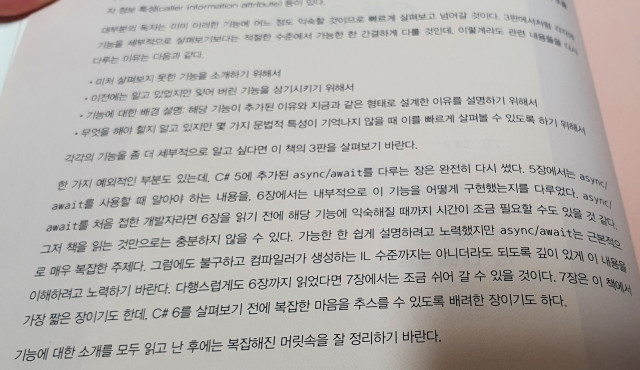 자 정보 특성(caller information attribute) 등이 있다.
대부분의 독자는 이미 이러한 기능에 어느 정도 익숙할 것이므로 빠르게 살펴보고 넘어갈 것이다. 3판에서처럼 각각의
기능을 세부적으로 살펴보기보다는 적절한 수준에서 가능한 한 간결하게 다룰 것인데, 이렇게라도 관련 내용들을 다시
다루는 이유는 다음과 같다.
• 미처 살펴보지 못한 기능을 소개하기 위해서
• 이전에는 알고 있었지만 잊어 버린 기능을 상기시키기 위해서
• 기능에 대한 배경 설명: 해당 기능이 추가된 이유와 지금과 같은 형태로 설계한 이유를 설명하기 위해서
• 무엇을 해야 할지 알고 있지만 몇 가지 문법적 특성이 기억나지 않을 때 이를 빠르게 살펴볼 수 있도록 하기 위해서
각각의 기능을 좀 더 세부적으로 알고 싶다면 이 책의 3판을 살펴보기 바란다.
한 가지 예외적인 부분도 있는데, C# 5에 추가된 async/await를 다루는 장은 완전히 다시 썼다. 5장에서는 async/
await를 사용할 때 알아야 하는 내용을, 6장에서는 내부적으로 이 기능을 어떻게 구현했는지를 다루었다. async/
await를 처음 접한 개발자라면 6장을 읽기 전에 해당 기능에 익숙해질 때까지 시간이 조금 필요할 수도 있을 것 같다.
그저 책을 읽는 것만으로는 충분하지 않을 수 있다. 가능한 한 쉽게 설명하려고 노력했지만 async/await는 근본적으
로 매우 복잡한 주제다. 그럼에도 불구하고 컴파일러가 생성하는 IL 수준까지는 아니더라도 되도록 깊이 있게 이 내용을
이해하려고 노력하기 바란다. 다행스럽게도 6장까지 읽었다면 7장에서는 조금 쉬어 갈 수 있을 것이다. 7장은 이 책에서
가장 짧은 장이기도 한데, C# 6를 살펴보기 전에 복잡한 마음을 추스를 수 있도록 배려한 장이기도 하다.
기능에 대한 소개를 모두 읽고 난 후에는 복잡해진 머릿속을 잘 정리하기 바란다.